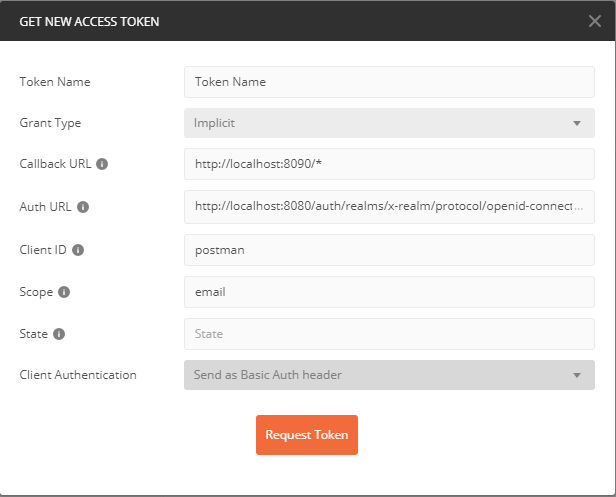 GET NEW ACCESS TOKEN
Token Name Token Name
Grant Type Implicit
Callback URL http://localhost:8090/*
Auth URL http://localhost:8080/auth/realms/x-realm/protocol/openid-connect...
Client ID postman
Scope email
State State
Client Authentication Send as Basic Auth header
Request Token